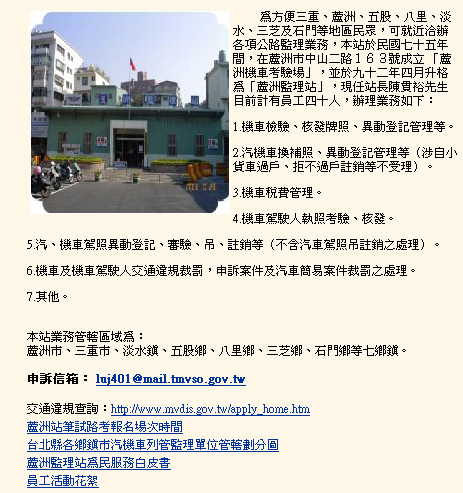 為方便三重、蘆洲、五股、八里、淡
水、三芝及石門等地區民眾，可就近洽辦
各項公路監理業務，本站於民國七十五年
間，在蘆洲市中山二路１６３號成立「蘆
洲機車考驗場」，並於九十二年四月升格
為「蘆洲監理站」，現任站長陳貫裕先生
目前計有員工四十人，辦理業務如下：
1.機車檢驗、核發牌照、異動登記管理等。
2.汽機車換補照、異動登記管理等（涉自小
貨車過戶、拒不過戶註銷等不受理）。
3.機車稅費管理。
4.機車駕駛人執照考驗、核發。
5.汽、機車駕照異動登記、審驗、吊、註銷等（不含汽車駕照吊註銷之處理）。
6.機車及機車駕駛人交通違規裁罰，申訴案件及汽車簡易案件裁罰之處理。
7.其他。
本站業務管轄區域為：
蘆洲市、三重市、淡水鎮、五股鄉、八里鄉、三芝鄉、石門鄉等七鄉鎮。
申訴信箱： luj401@mail.tmvso.gov.tw
交通違規查詢：http://www.mvdis.gov.tw/apply_home.htm
蘆洲站筆試路考報名場次時間
台北縣各鄉鎮市汽機車列管監理單位管轄劃分圖
蘆洲監理站為民服務白皮書
員工活動花絮